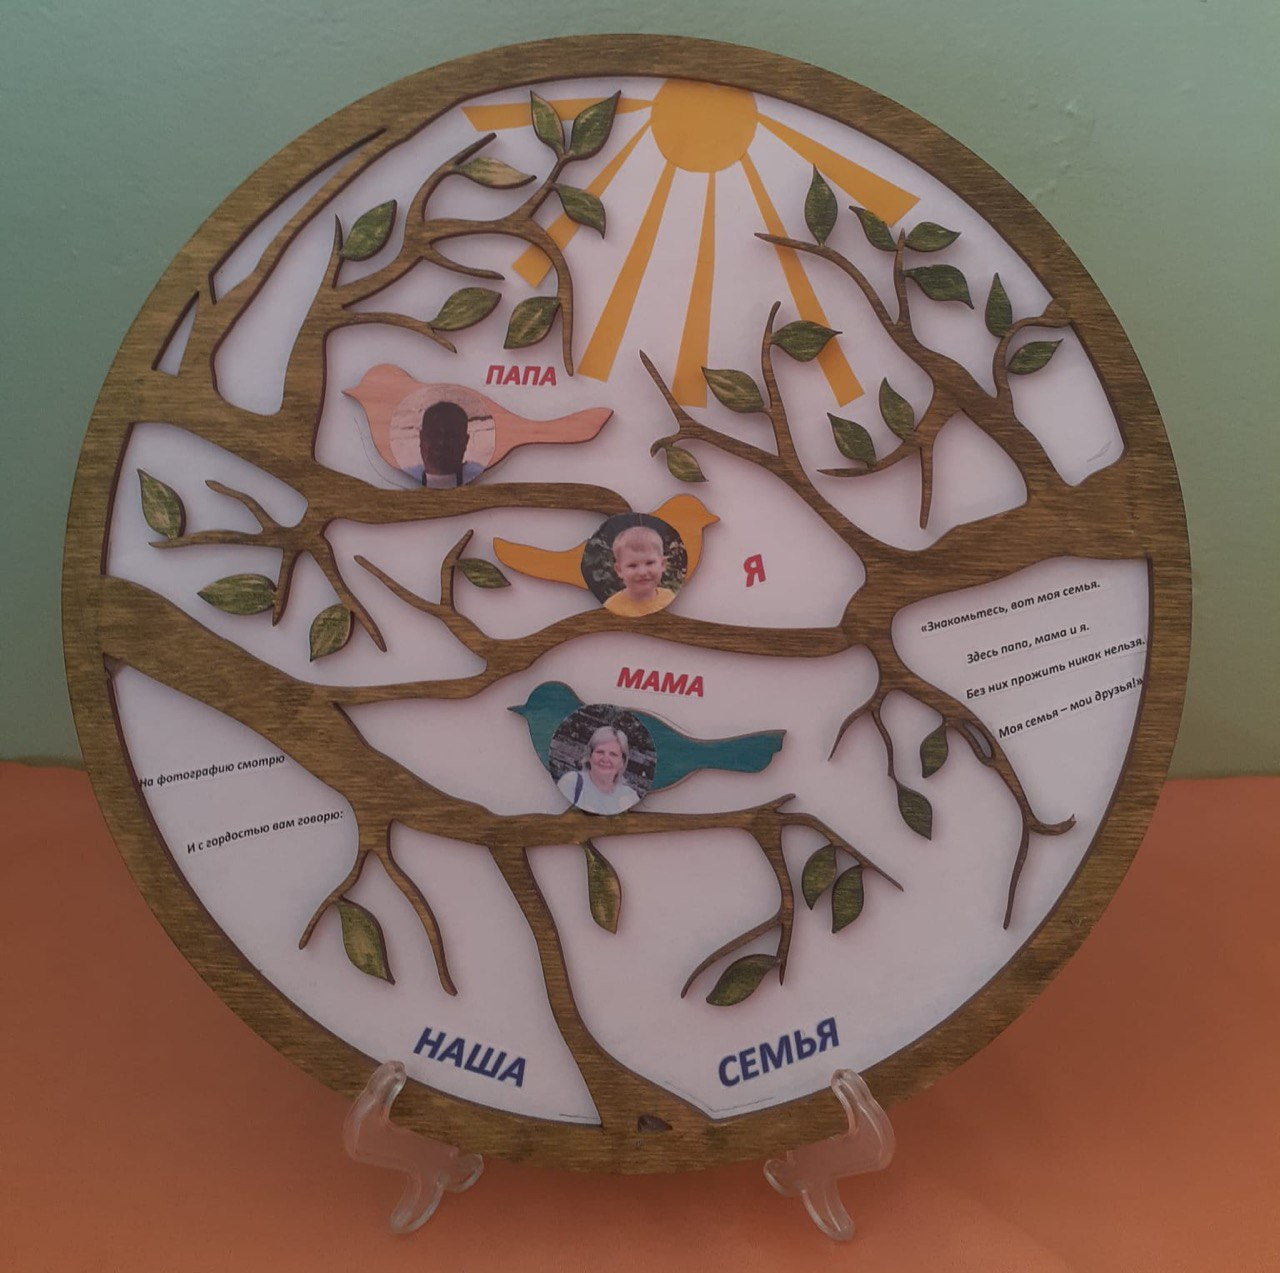 ПАПА
Я
МАМА
На фотографию смотрю
И с гордостью вам говорю:
«Знакомьтесь, вот моя семья.
Здесь папа, мама и я.
Без них прожить никак нельзя.
Моя семья – мои друзья!»
НАША СЕМЬЯ